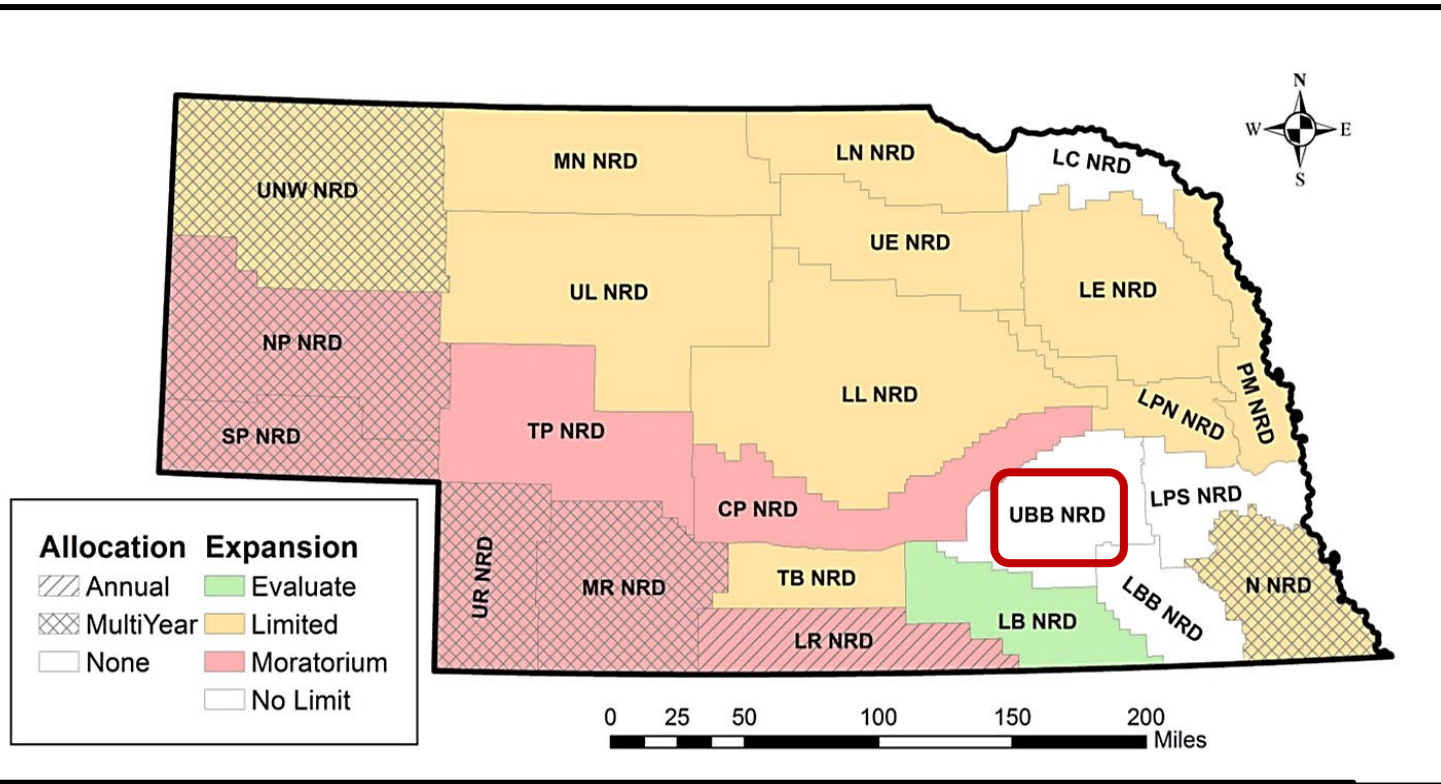 N
W E
S
UNW NRD
MN NRD
LN NRD
LC NRD
UE NRD
UL NRD
LE NRD
NP NRD
PM NRD
LL NRD
LPN NRD
SP NRD
TP NRD
CP NRD
UBB NRD
LPS NRD
UR NRD
MR NRD
TB NRD
LB NRD
LBB NRD
N NRD
LR NRD
Allocation Expansion
Annual Evaluate
MultiYear Limited
None Moratorium
No Limit
0 25 50 100 150 200
Miles